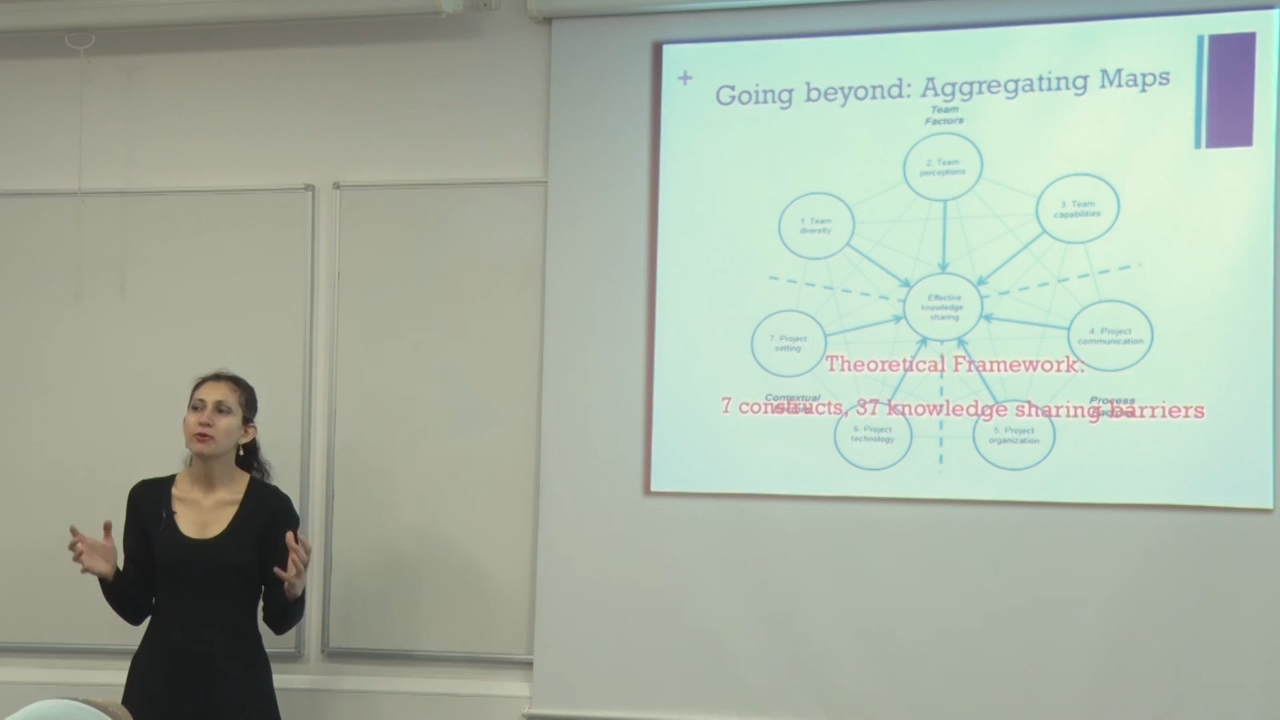 +
Going beyond: Aggregating Maps
Team
Factors
2. Team
perceptions
1. Team
diversity
3. Team
capabilities
Effective
knowledge
sharing
7. Project
setting
4. Project
communication
Theoretical Framework:
Contextual
Process
7 constructs, 37 knowledge sharing barriers
6. Project
technology
5. Project
organization